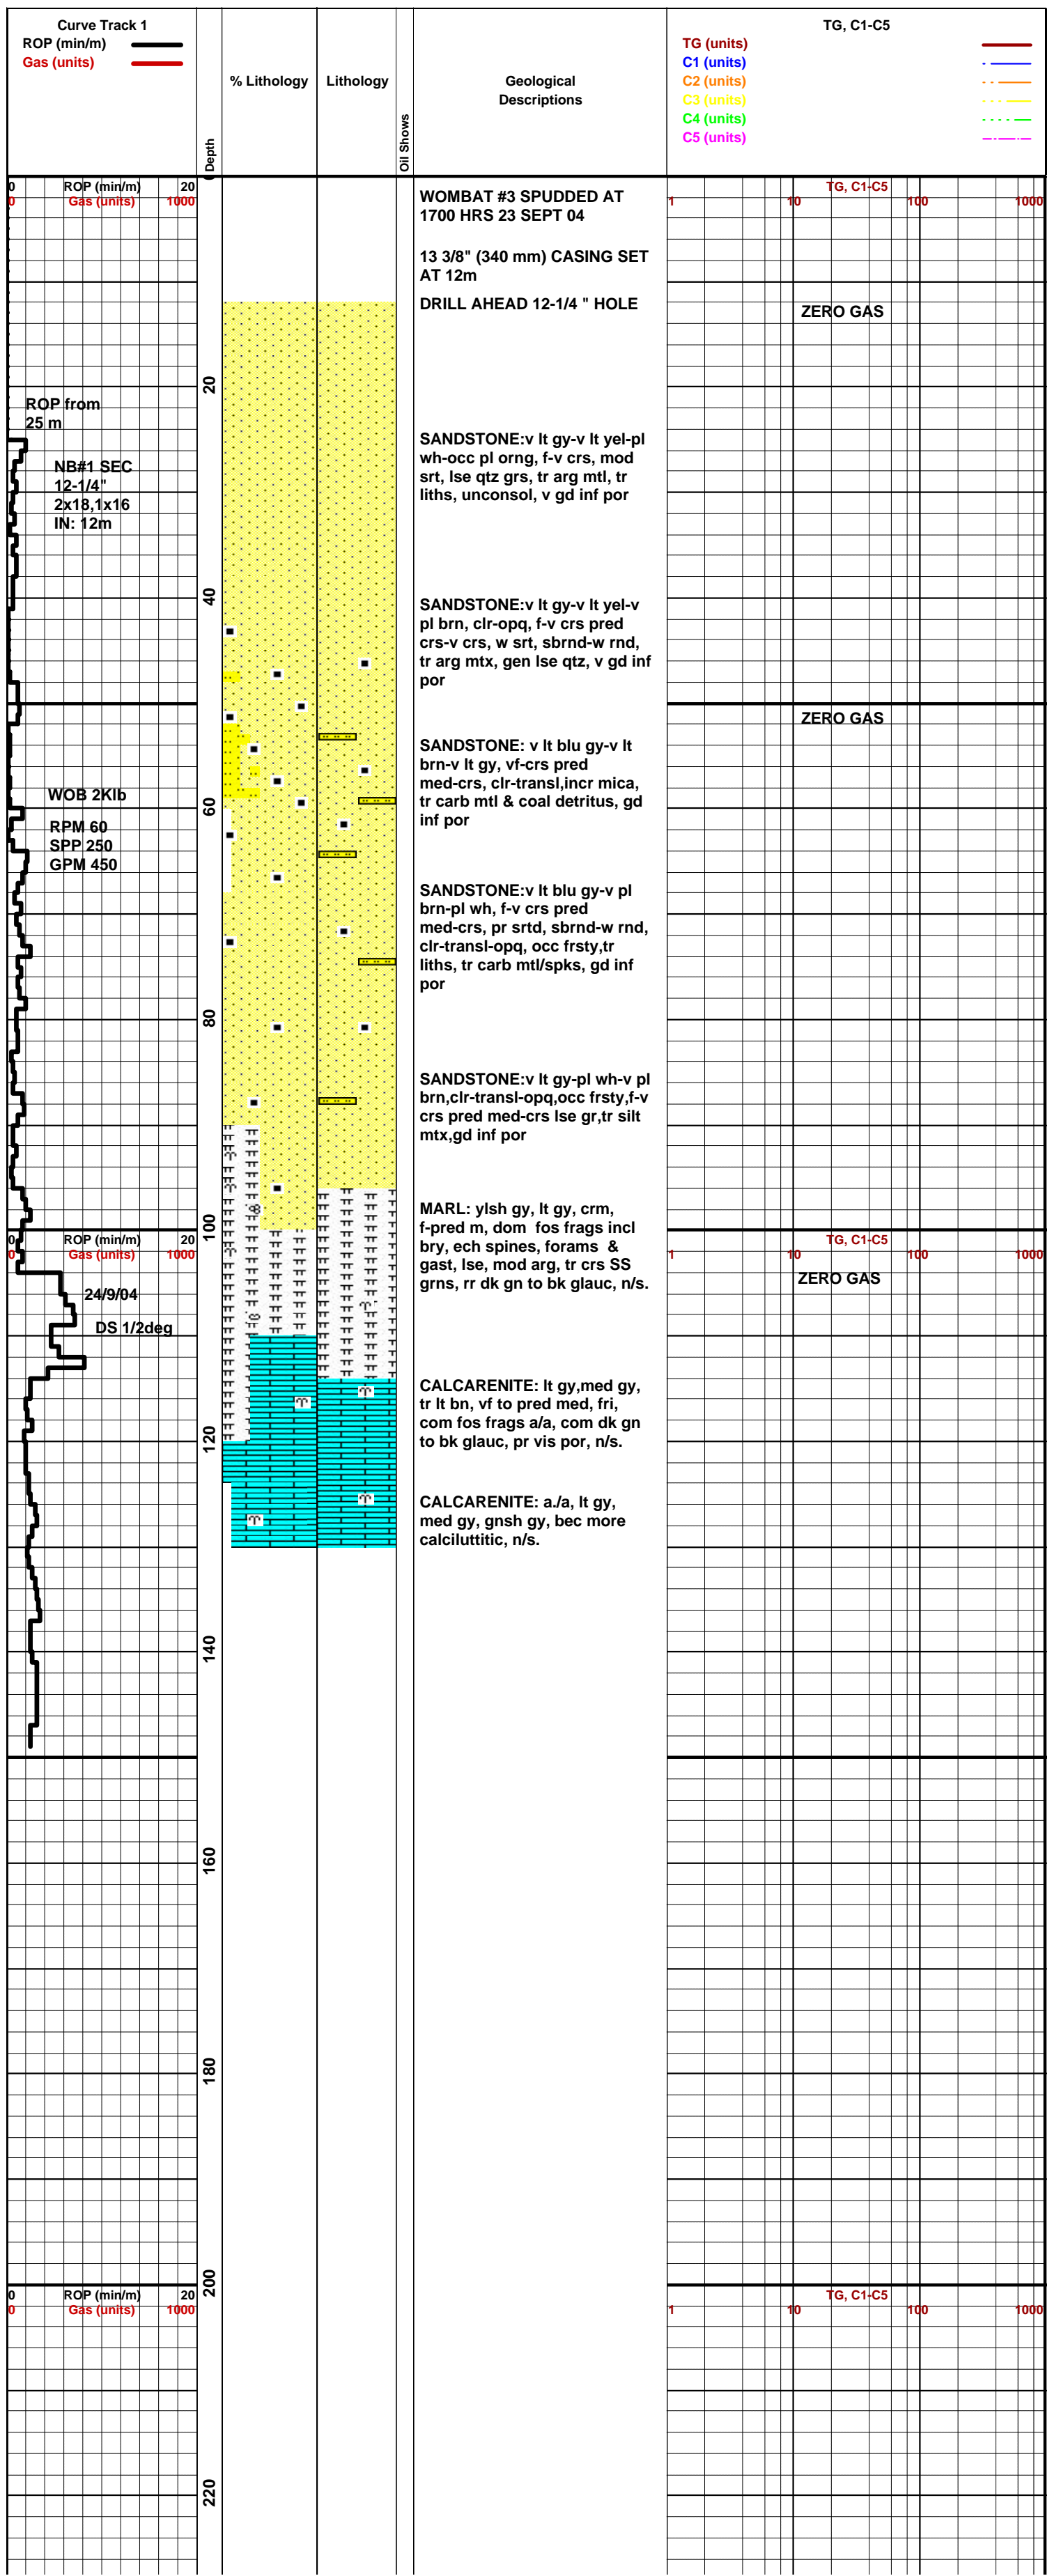 Curve Track 1
ROP (min/m)
Gas (units)
Depth
% Lithology
Lithology
Oil Shows
Geological
Descriptions
TG, C1-C5
TG (units)
C1 (units)
C2 (units)
C3 (units)
C4 (units)
C5 (units)
0 ROP (min/m) 20
0 Gas (units) 1000
0
TG, C1-C5
1 10 100 1000
WOMBAT #3 SPUDDED AT
1700 HRS 23 SEPT 04
13 3/8" (340 mm) CASING SET
AT 12m
DRILL AHEAD 12-1/4 " HOLE
ZERO GAS
20
ROP from
25 m
NB#1 SEC
12-1/4"
2x18,1x16
IN: 12m
SANDSTONE:v lt gy-v lt yel-pl
wh-occ pl orng, f-v crs, mod
srt, lse qtz grs, tr arg mtl, tr
liths, unconsol, v gd inf por
40
SANDSTONE:v lt gy-v lt yel-v
pl brn, clr-opq, f-v crs pred
crs-v crs, w srt, sbrnd-w rnd,
tr arg mtx, gen lse qtz, v gd inf
por
ZERO GAS
SANDSTONE: v lt blu gy-v lt
brn-v lt gy, vf-crs pred
med-crs, clr-transl,incr mica,
tr carb mtl & coal detritus, gd
inf por
WOB 2Klb
RPM 60
SPP 250
GPM 450
60
SANDSTONE:v lt blu gy-v pl
brn-pl wh, f-v crs pred
med-crs, pr srtd, sbrnd-w rnd,
clr-transl-opq, occ frsty,tr
liths, tr carb mtl/spks, gd inf
por
80
SANDSTONE:v lt gy-pl wh-v pl
brn,clr-transl-opq,occ frsty,f-v
crs pred med-crs lse gr,tr silt
mtx,gd inf por
MARL: ylsh gy, lt gy, crm,
f-pred m, dom fos frags incl
bry, ech spines, forams & 
gast, lse, mod arg, tr crs SS
grns, rr dk gn to bk glauc, n/s.
100
0 ROP (min/m) 20
0 Gas (units) 1000
TG, C1-C5
1 10 100 1000
ZERO GAS
24/9/04
DS 1/2deg
CALCARENITE: lt gy,med gy,
tr lt bn, vf to pred med, fri,
com fos frags a/a, com dk gn
to bk glauc, pr vis por, n/s.
120
CALCARENITE: a./a, lt gy,
med gy, gnsh gy, bec more
calciluttitic, n/s.
140
160
180
200
0 ROP (min/m) 20
0 Gas (units) 1000
TG, C1-C5
1 10 100 1000
220